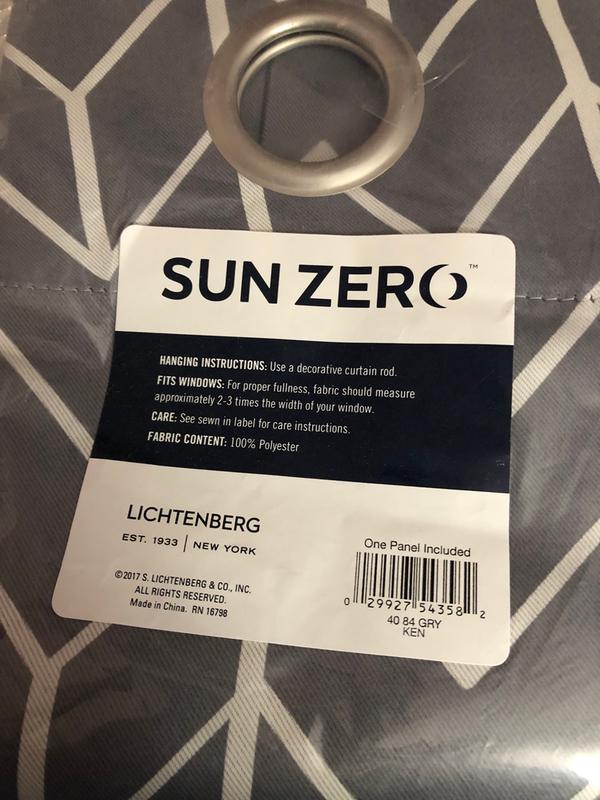 SUN ZERO™
HANGING INSTRUCTIONS: Use a decorative curtain rod.
FITS WINDOWS: For proper fullness, fabric should measure
approximately 2-3 times the width of your window.
CARE: See sewn in label for care instructions.
FABRIC CONTENT: 100% Polyester
LICHTENBERG
EST. 1933 | NEW YORK
©2017 S. LICHTENBERG & CO., INC.
ALL RIGHTS RESERVED.
Made in China. RN 16798
One Panel Included
0 29927 54358 2
40 84 GRY
KEN